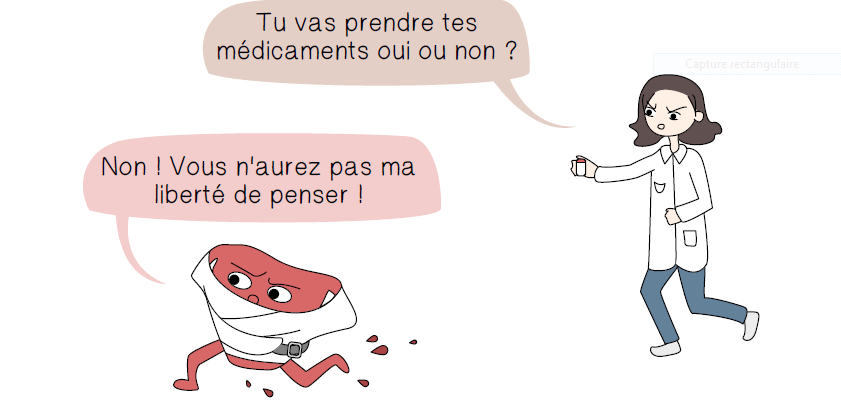 Tu vas prendre tes
médicaments oui ou non ?
Capture rectangulaire
Non ! Vous n'aurez pas ma
liberté de penser !